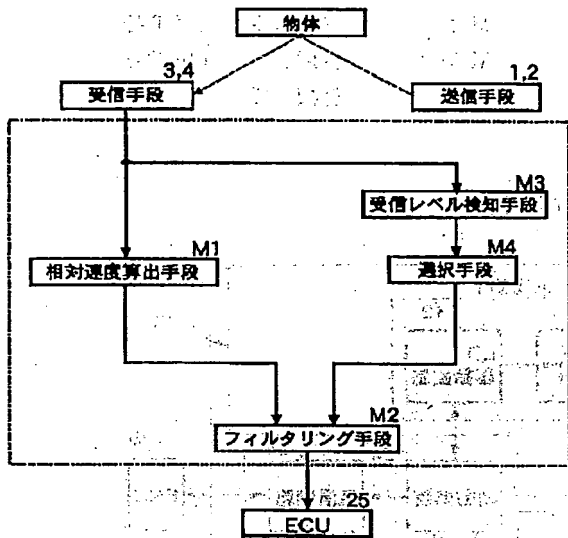 物体
3,4
受信手段
1,2
送信手段
M3
受信レベル検知手段
M1
相対速度算出手段
M4
選択手段
M2
フィルタリング手段
25
ECU